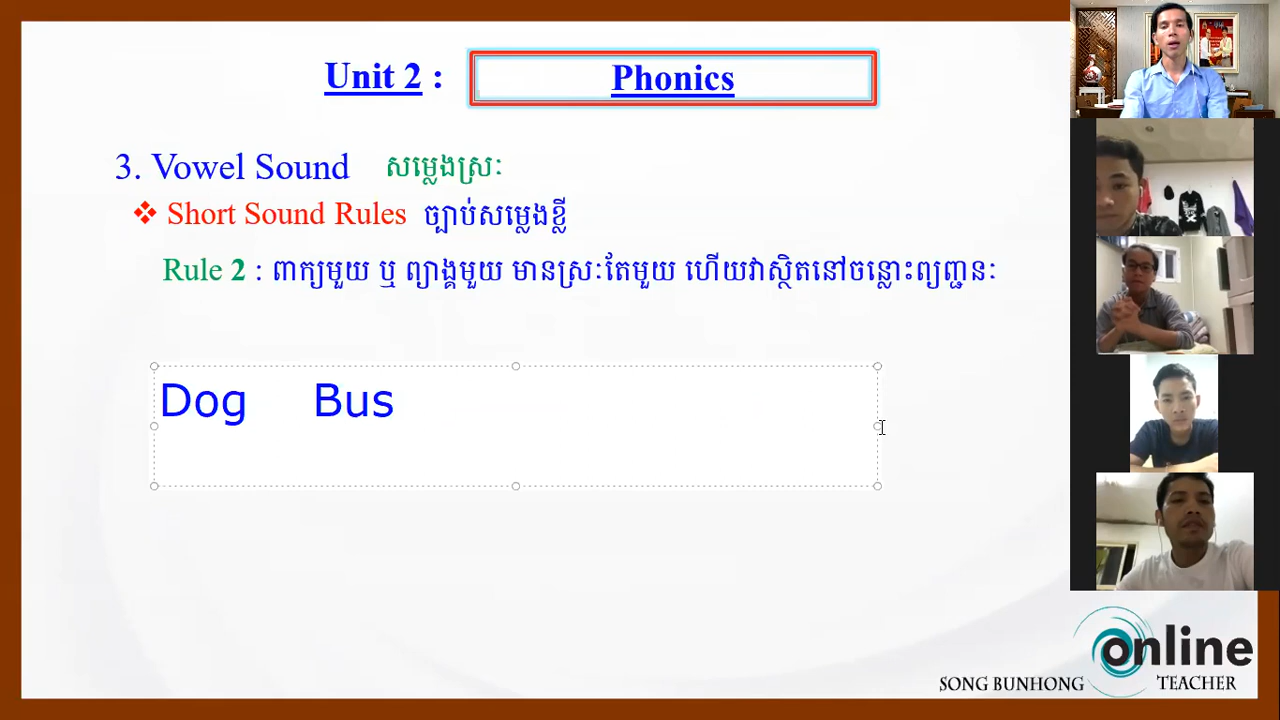 Unit 2 : Phonics
3. Vowel Sound សម្លេងស្រៈ
❖ Short Sound Rules ច្បាប់សម្លេងខ្លី
Rule 2 : ពាក្យមួយ ឬ ព្យាង្គមួយ មានស្រៈតែមួយ ហើយវាស្ថិតនៅចន្លោះព្យញ្ជនៈ
Dog Bus
online
SONG BUNHONG TEACHER